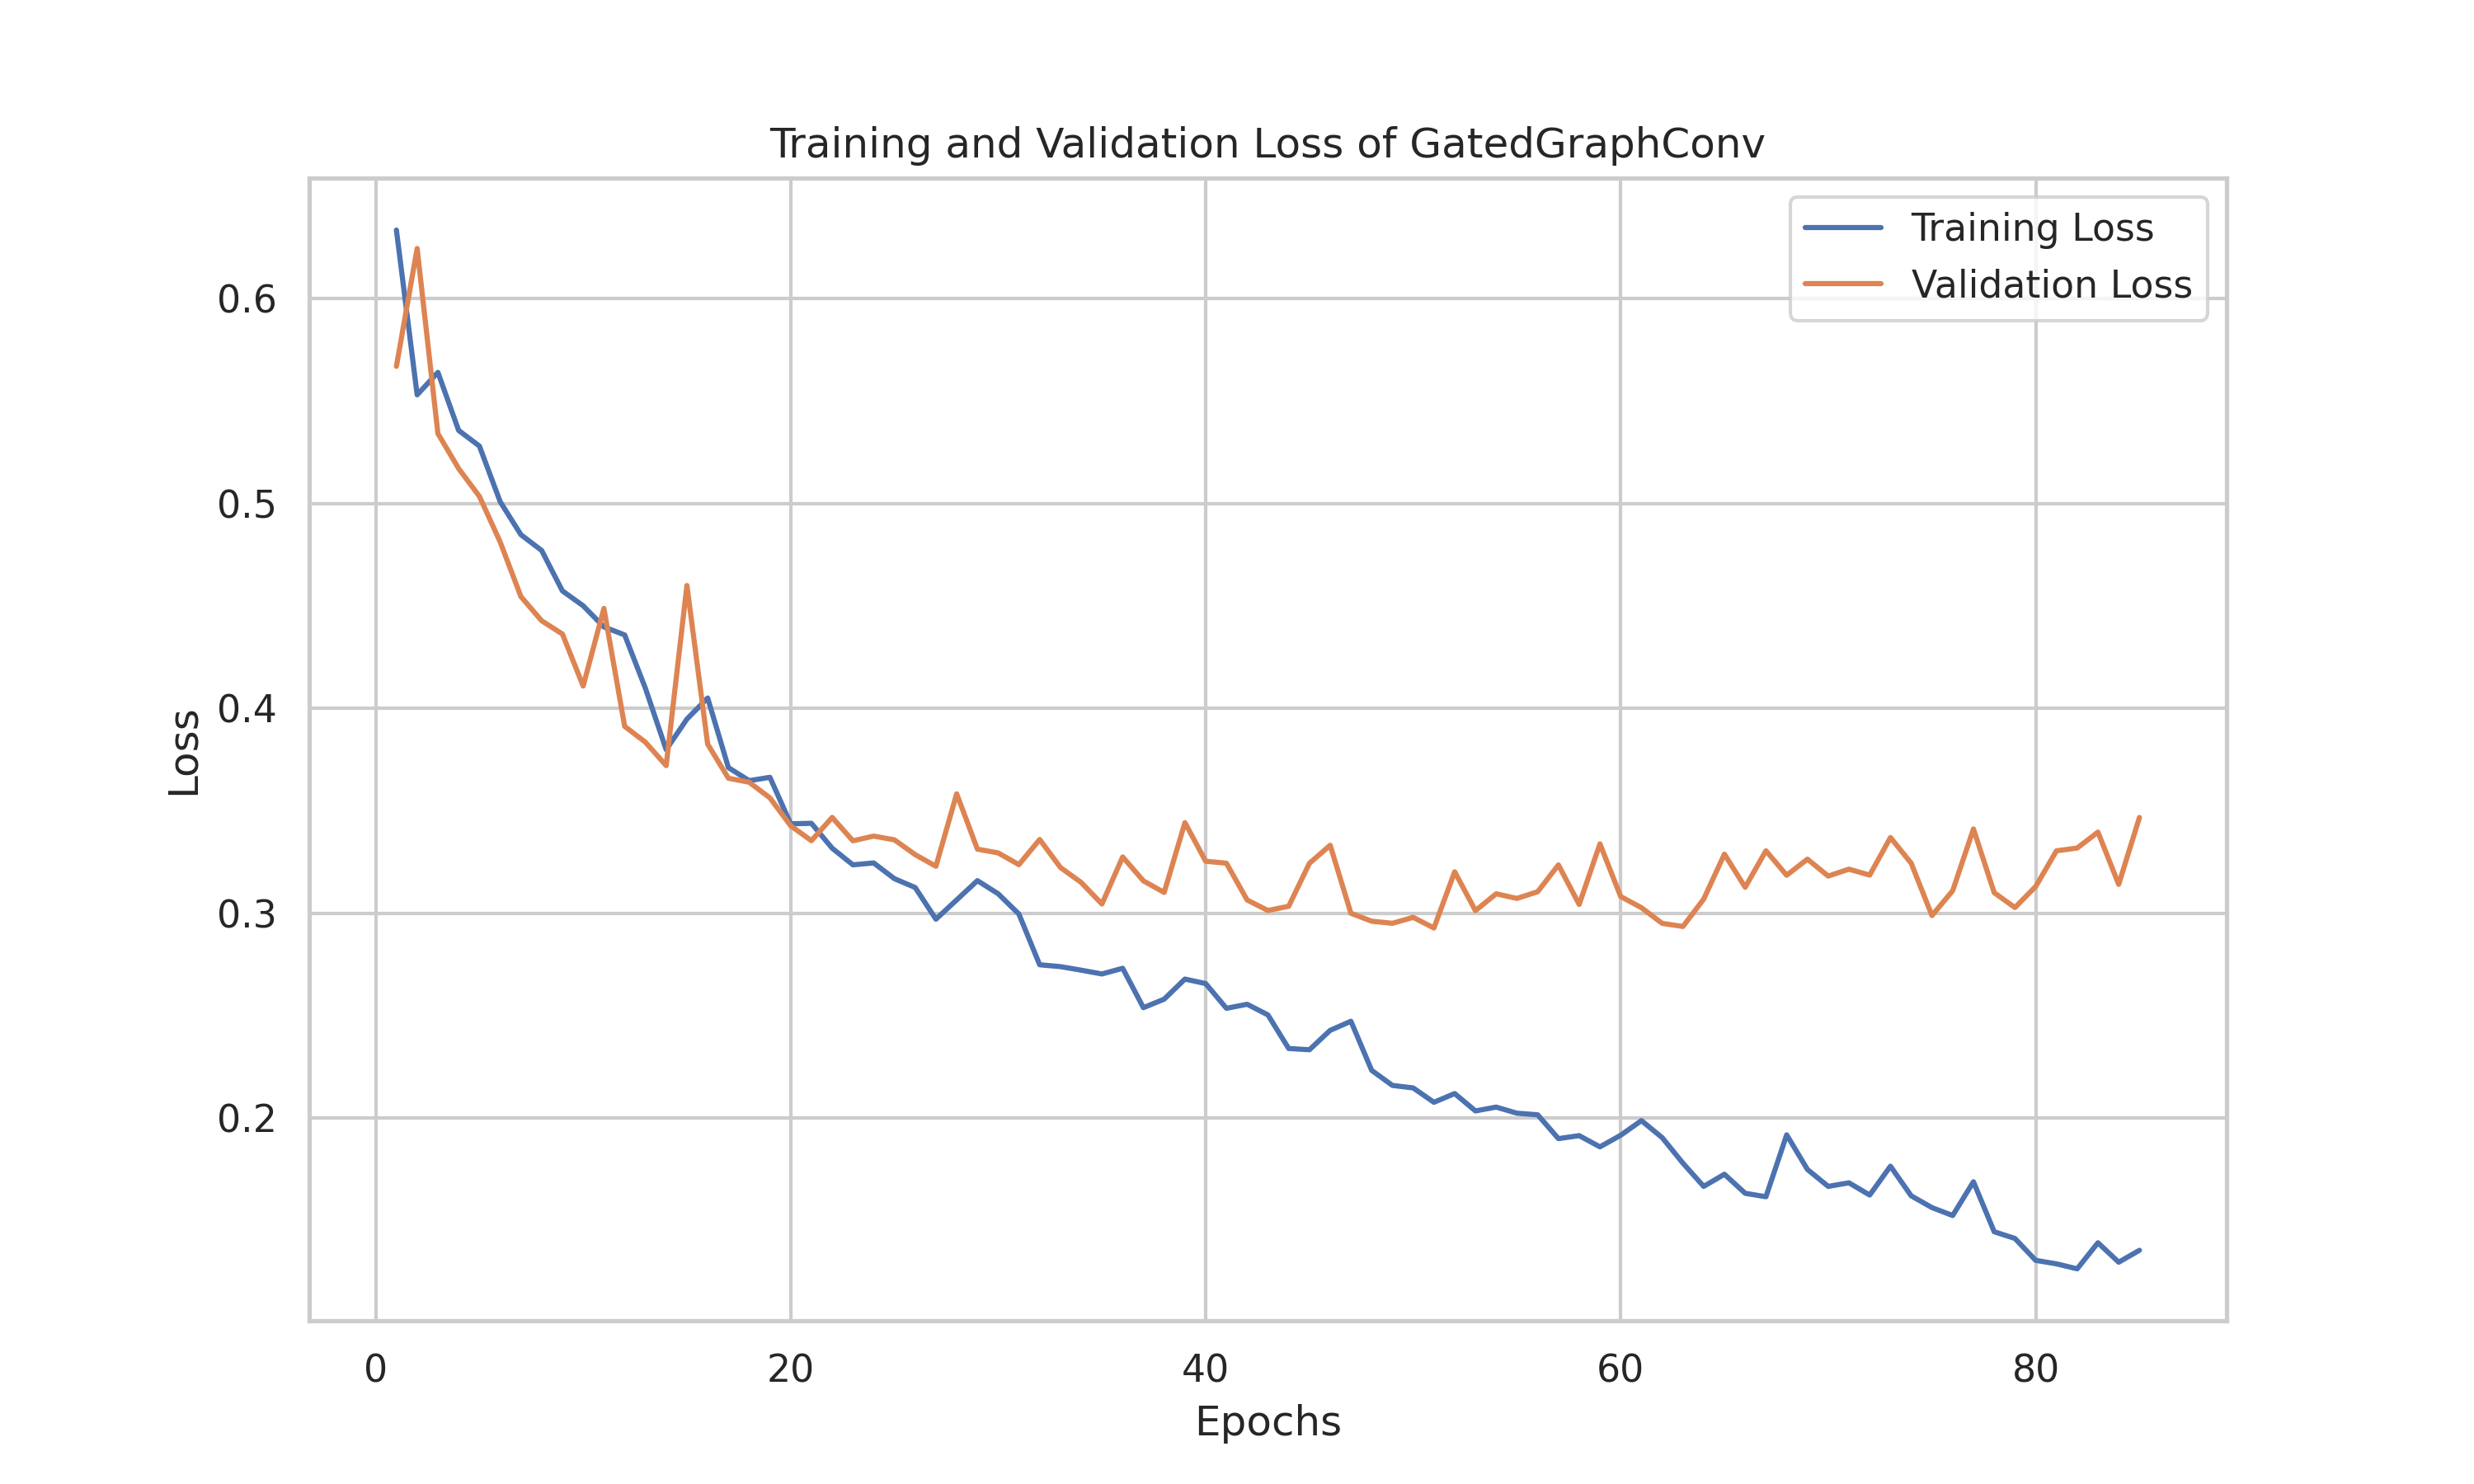 Training and Validation Loss of GatedGraphConv
Training Loss
Validation Loss
0.6
0.5
0.4
0.3
0.2
Loss
0 20 40 60 80
Epochs